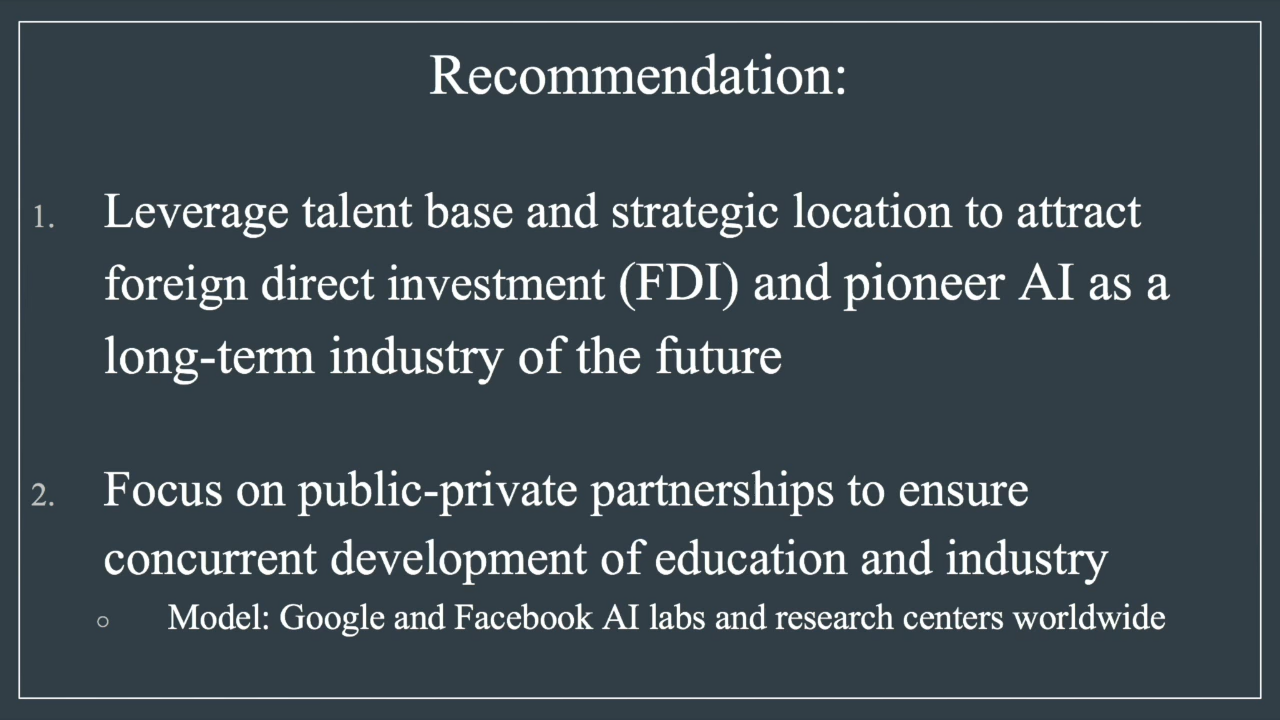 Recommendation:
1. Leverage talent base and strategic location to attract
foreign direct investment (FDI) and pioneer AI as a
long-term industry of the future
2. Focus on public-private partnerships to ensure
concurrent development of education and industry
○ Model: Google and Facebook AI labs and research centers worldwide